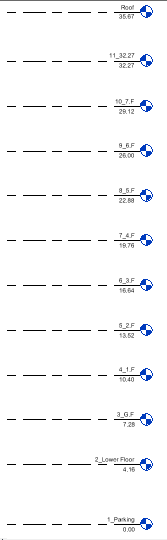 Roof
35.67
11_32.27
32.27
10_7.F
29.12
9_6.F
26.00
8_5.F
22.88
7_4.F
19.76
6_3.F
16.64
5_2.F
13.52
4_1.F
10.40
3_G.F
7.28
2_Lower Floor
4.16
1_Parking
0.00